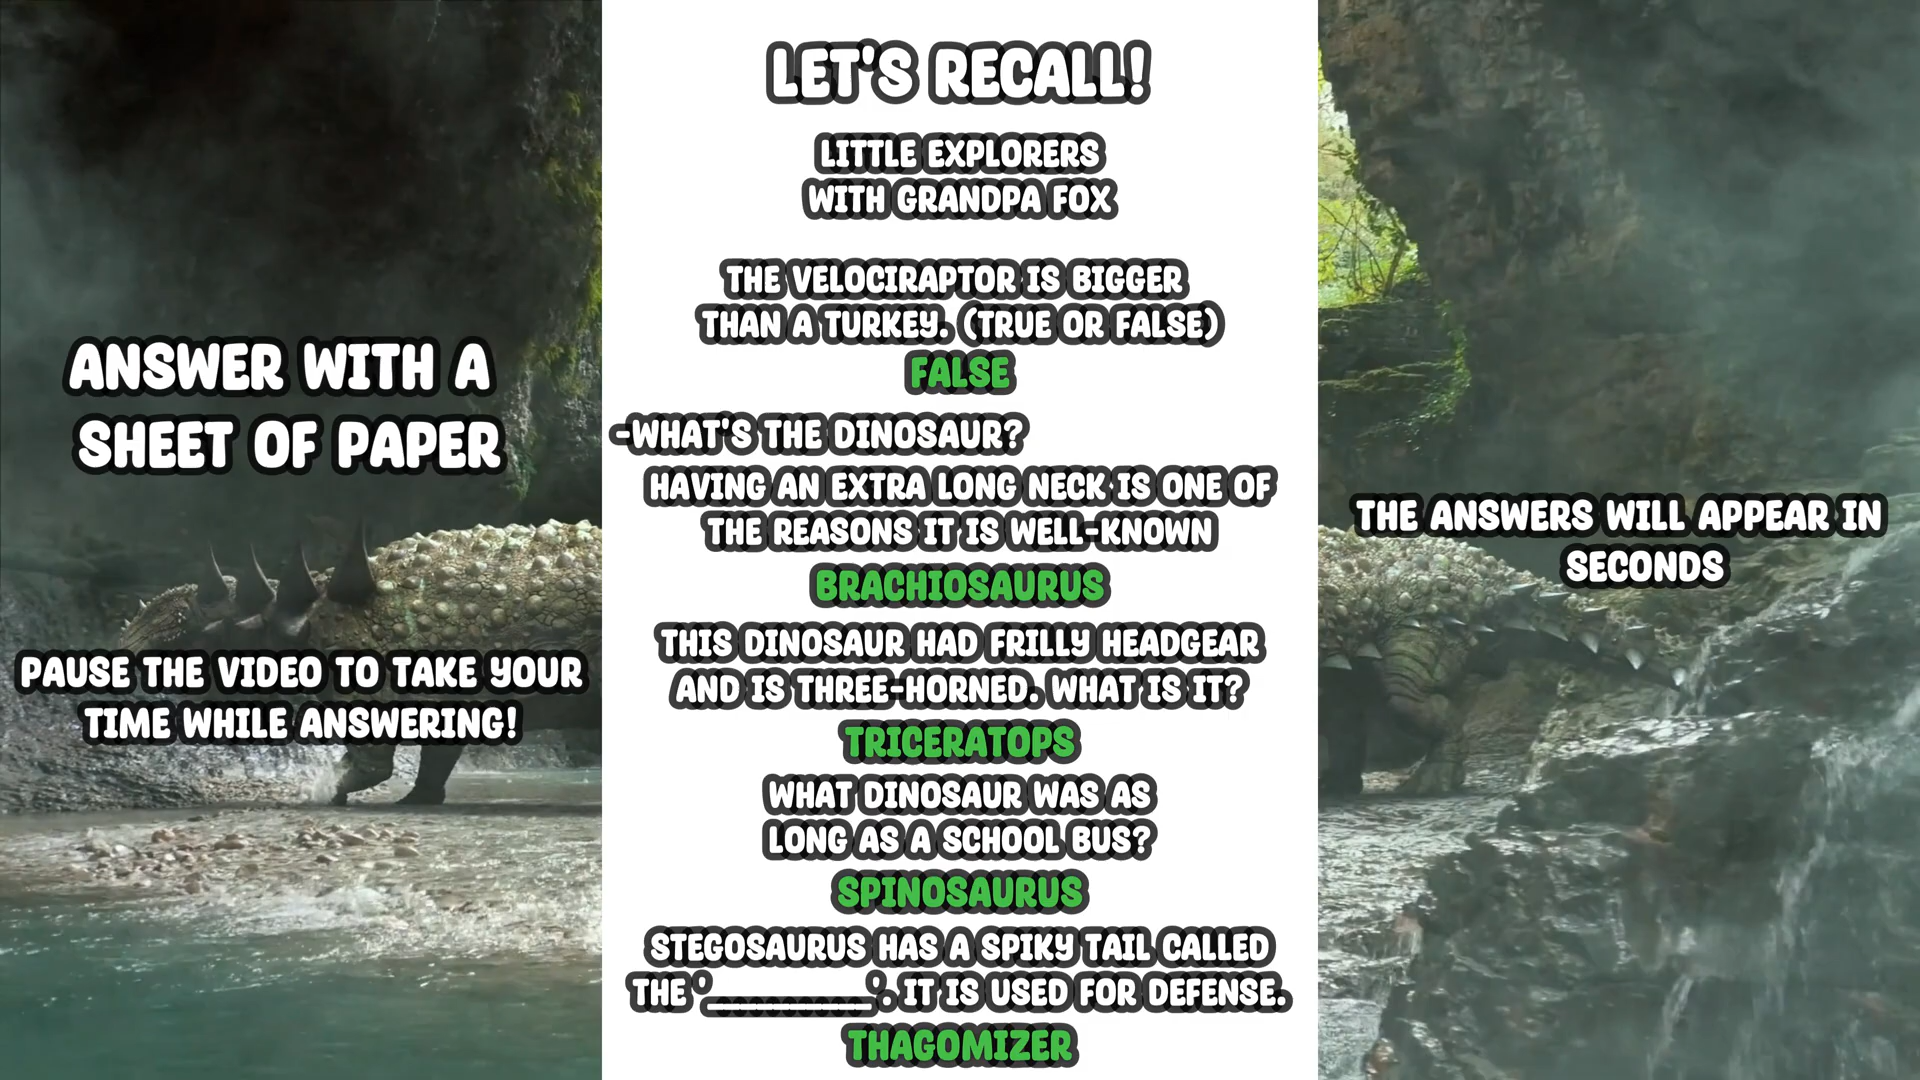 ANSWER WITH A
SHEET OF PAPER
PAUSE THE VIDEO TO TAKE YOUR
TIME WHILE ANSWERING!
LET'S RECALL!
LITTLE EXPLORERS
WITH GRANDPA FOX
THE VELOCIRAPTOR IS BIGGER
THAN A TURKEY. (TRUE OR FALSE)
FALSE
-WHAT'S THE DINOSAUR?
HAVING AN EXTRA LONG NECK IS ONE OF
THE REASONS IT IS WELL-KNOWN
BRACHIOSAURUS
THIS DINOSAUR HAD FRILLY HEADGEAR
AND IS THREE-HORNED. WHAT IS IT?
TRICERATOPS
WHAT DINOSAUR WAS AS
LONG AS A SCHOOL BUS?
SPINOSAURUS
STEGOSAURUS HAS A SPIKY TAIL CALLED
THE '_________'. IT IS USED FOR DEFENSE.
THAGOMIZER
THE ANSWERS WILL APPEAR IN
SECONDS